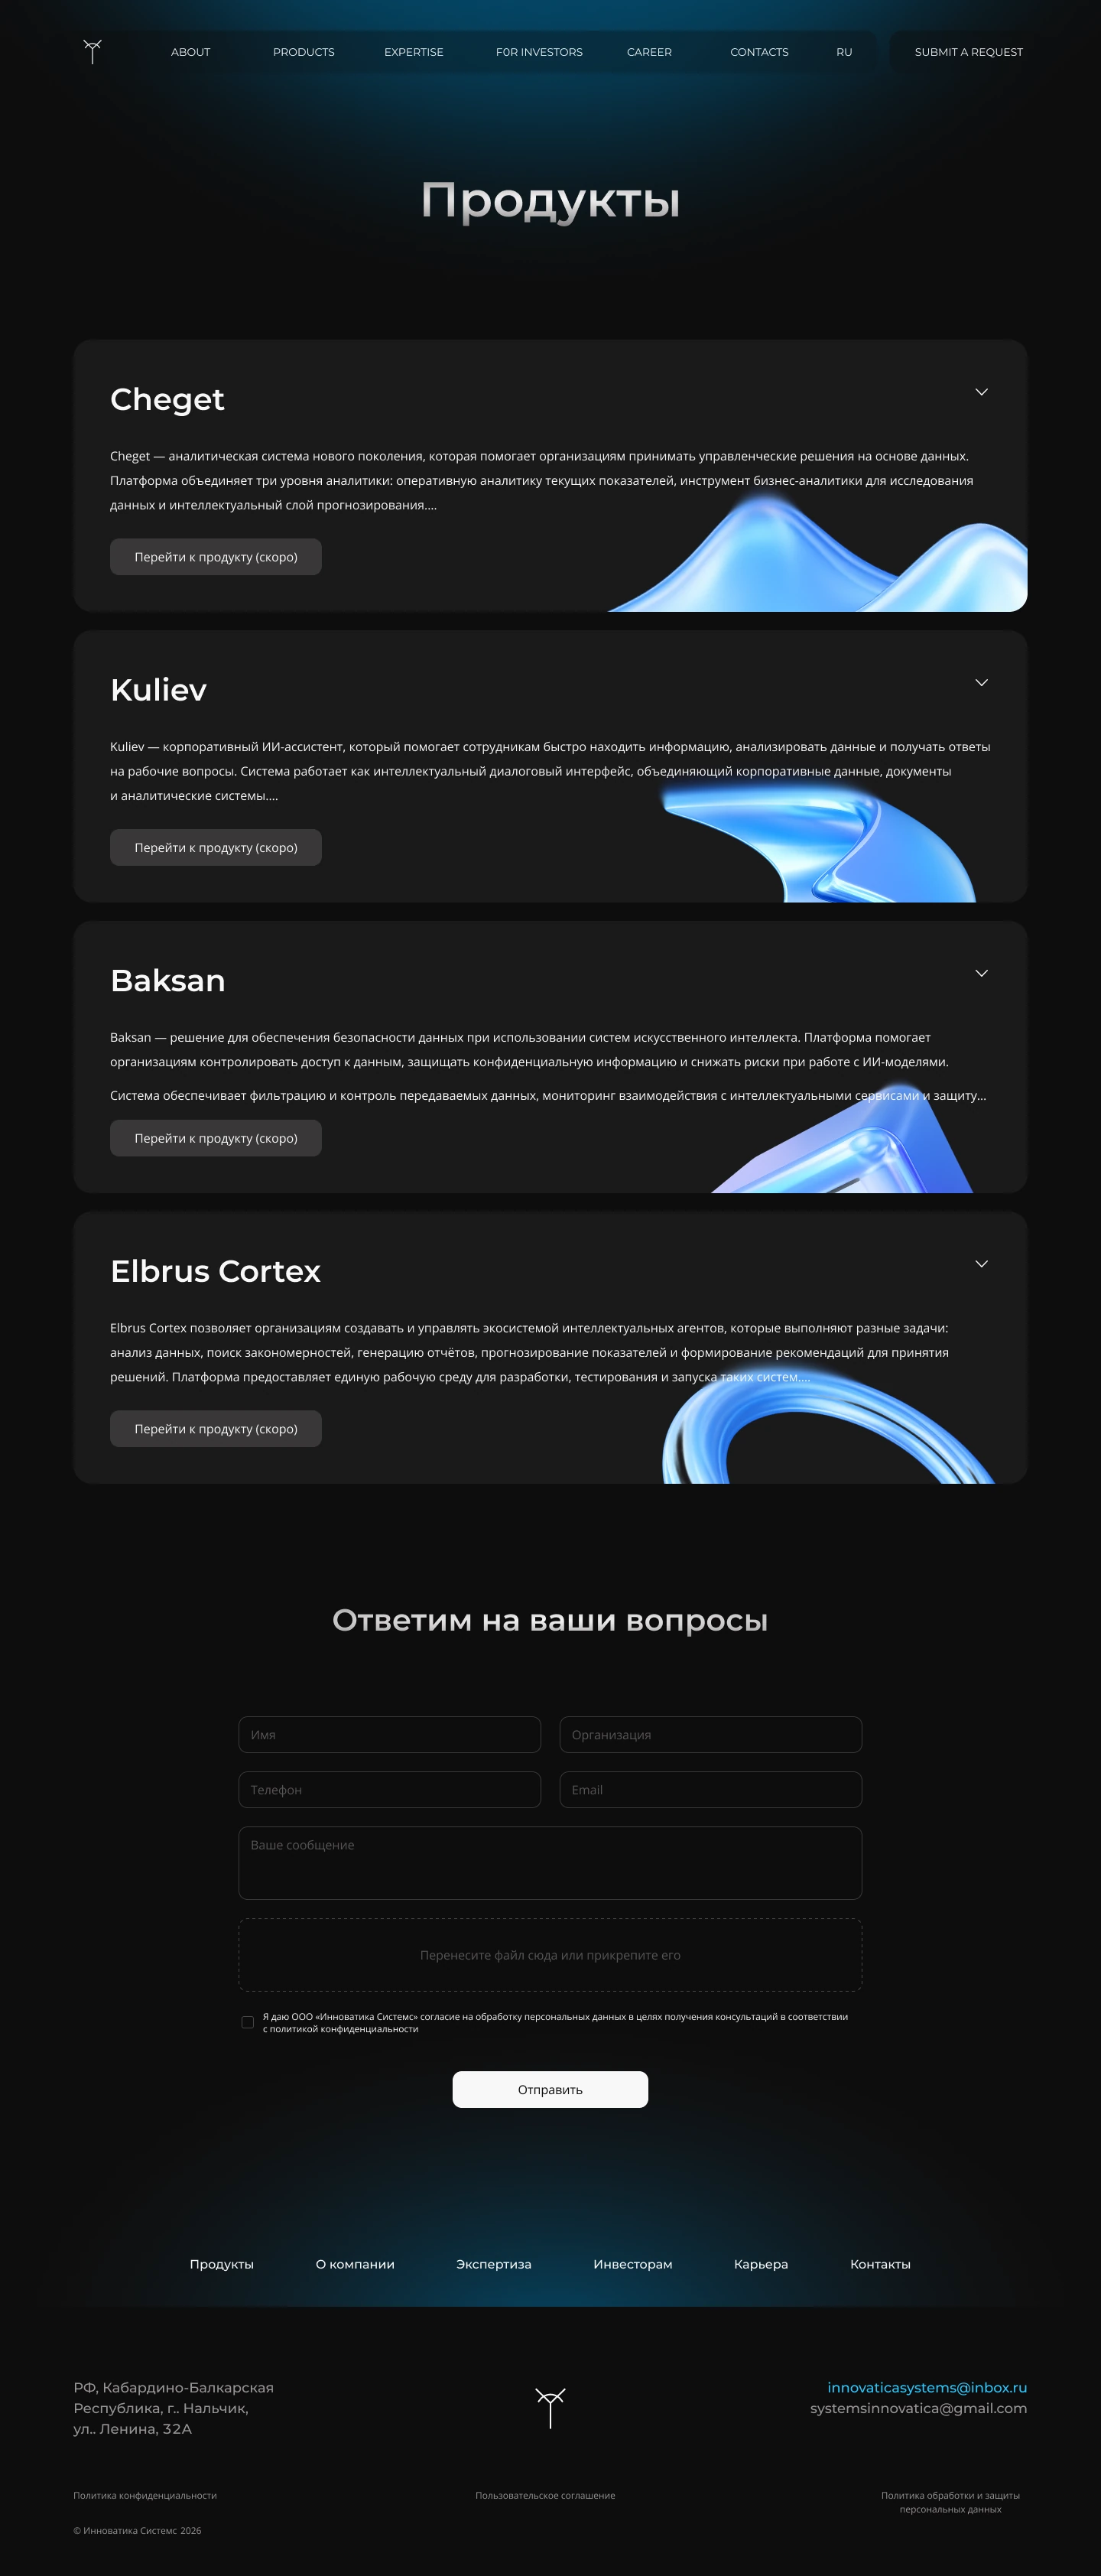 ABOUT PRODUCTS EXPERTISE F0R INVESTORS CAREER CONTACTS RU SUBMIT A REQUEST
Продукты
Cheget
Cheget — аналитическая система нового поколения, которая помогает организациям принимать управленческие решения на основе данных.
Платформа объединяет три уровня аналитики: оперативную аналитику текущих показателей, инструмент бизнес-аналитики для исследования
данных и интеллектуальный слой прогнозирования....
Перейти к продукту (скоро)
Kuliev
Kuliev — корпоративный ИИ-ассистент, который помогает сотрудникам быстро находить информацию, анализировать данные и получать ответы
на рабочие вопросы. Система работает как интеллектуальный диалоговый интерфейс, объединяющий корпоративные данные, документы
и аналитические системы....
Перейти к продукту (скоро)
Baksan
Baksan — решение для обеспечения безопасности данных при использовании систем искусственного интеллекта. Платформа помогает
организациям контролировать доступ к данным, защищать конфиденциальную информацию и снижать риски при работе с ИИ-моделями.
Система обеспечивает фильтрацию и контроль передаваемых данных, мониторинг взаимодействия с интеллектуальными сервисами и защиту...
Перейти к продукту (скоро)
Elbrus Cortex
Elbrus Cortex позволяет организациям создавать и управлять экосистемой интеллектуальных агентов, которые выполняют разные задачи:
анализ данных, поиск закономерностей, генерацию отчётов, прогнозирование показателей и формирование рекомендаций для принятия
решений. Платформа предоставляет единую рабочую среду для разработки, тестирования и запуска таких систем....
Перейти к продукту (скоро)
Ответим на ваши вопросы
Имя Организация
Телефон Email
Ваше сообщение
Перенесите файл сюда или прикрепите его
Я даю ООО «Инноватика Системс» согласие на обработку персональных данных в целях получения консультаций в соответствии
с политикой конфиденциальности
Отправить
Продукты О компании Экспертиза Инвесторам Карьера Контакты
РФ, Кабардино-Балкарская
Республика, г.. Нальчик,
ул.. Ленина, 32А
innovaticasystems@inbox.ru
systemsinnovatica@gmail.com
Политика конфиденциальности
Пользовательское соглашение
Политика обработки и защиты
персональных данных
© Инноватика Системс 2026